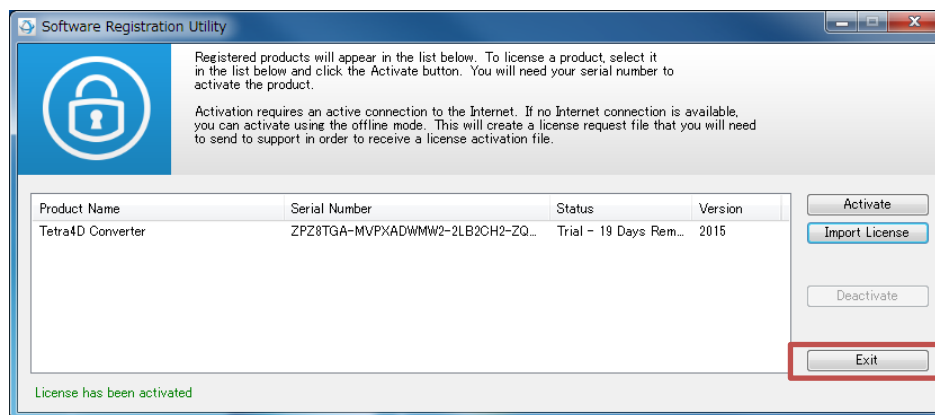 Software Registration Utility
Registered products will appear in the list below. To license a product, select it
in the list below and click the Activate button. You will need your serial number to
activate the product.
Activation requires an active connection to the Internet. If no Internet connection is available,
you can activate using the offline mode. This will create a license request file that you will need
to send to support in order to receive a license activation file.
Product Name Serial Number Status Version
Tetra4D Converter ZPZ8TGA-MVPXADWMW2-2LB2CH2-ZQ... Trial - 19 Days Rem... 2015
Activate
Import License
Deactivate
Exit
License has been activated